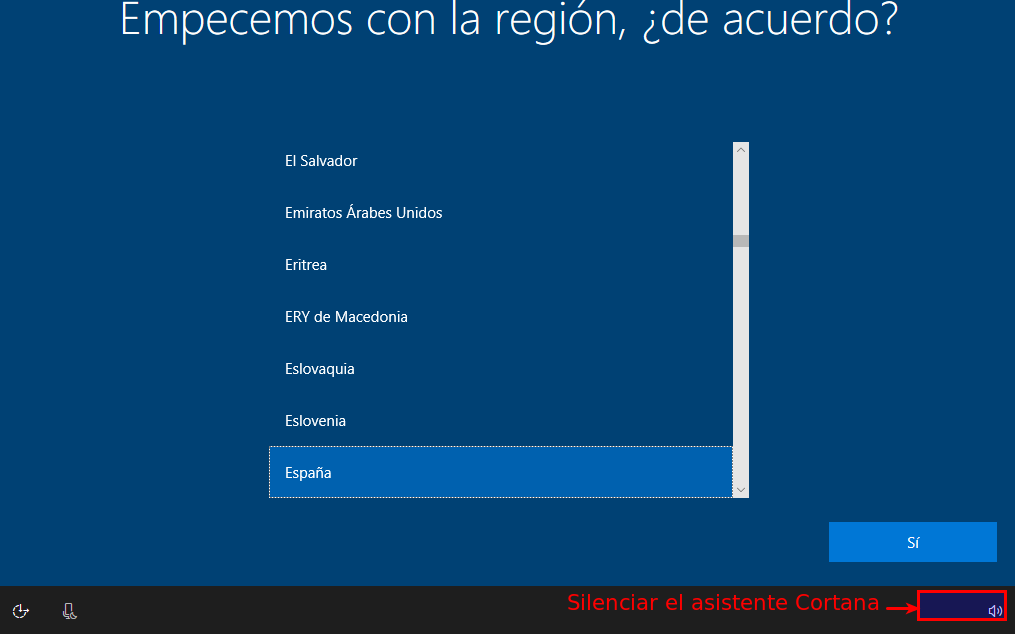 Empecemos con la región, ¿de acuerdo?
El Salvador
Emiratos Árabes Unidos
Eritrea
ERY de Macedonia
Eslovaquia
Eslovenia
España
Sí
Silenciar el asistente Cortana